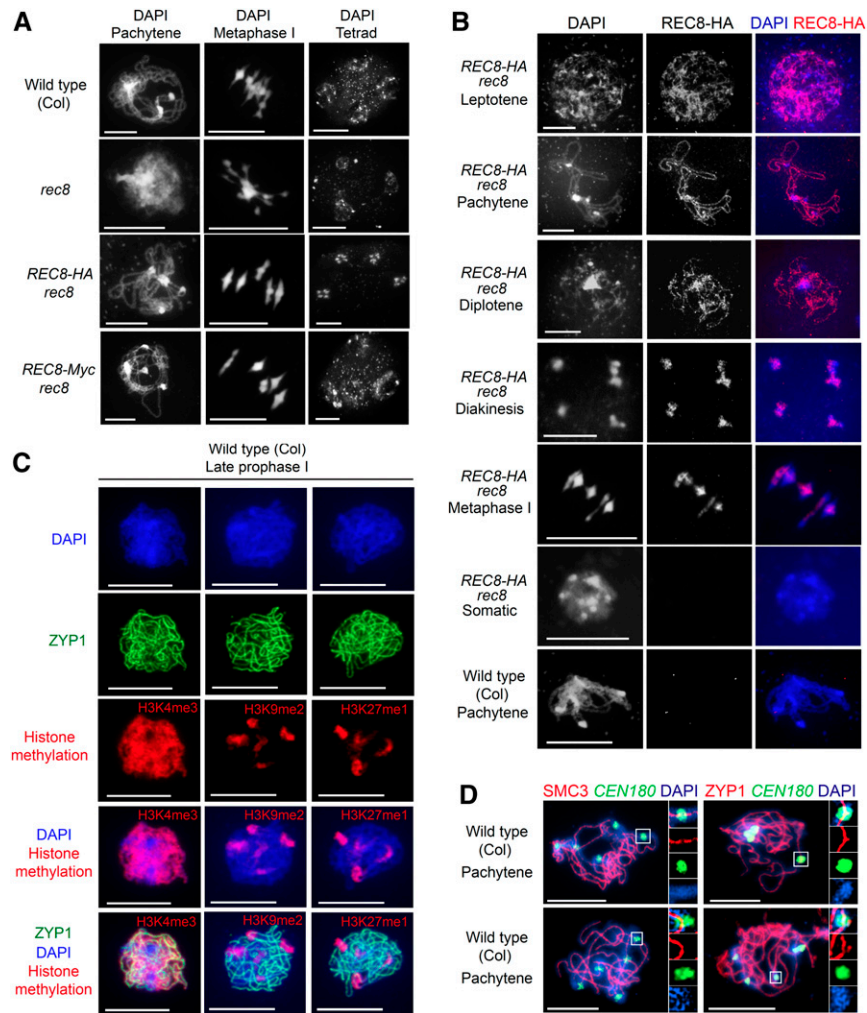 A
DAPI Pachytene
DAPI Metaphase I
DAPI Tetrad
Wild type (Col)
rec8
REC8-HA rec8
REC8-Myc rec8
B
DAPI
REC8-HA
DAPI REC8-HA
REC8-HA rec8 Leptotene
REC8-HA rec8 Pachytene
REC8-HA rec8 Diplotene
REC8-HA rec8 Diakinesis
REC8-HA rec8 Metaphase I
REC8-HA rec8 Somatic
Wild type (Col) Pachytene
C
Wild type (Col)
Late prophase I
DAPI
ZYP1
Histone methylation
H3K4me3
H3K9me2
H3K27me1
DAPI Histone methylation
H3K4me3
H3K9me2
H3K27me1
ZYP1 DAPI Histone methylation
H3K4me3
H3K9me2
H3K27me1
D
SMC3 CEN180 DAPI
ZYP1 CEN180 DAPI
Wild type (Col) Pachytene
Wild type (Col) Pachytene